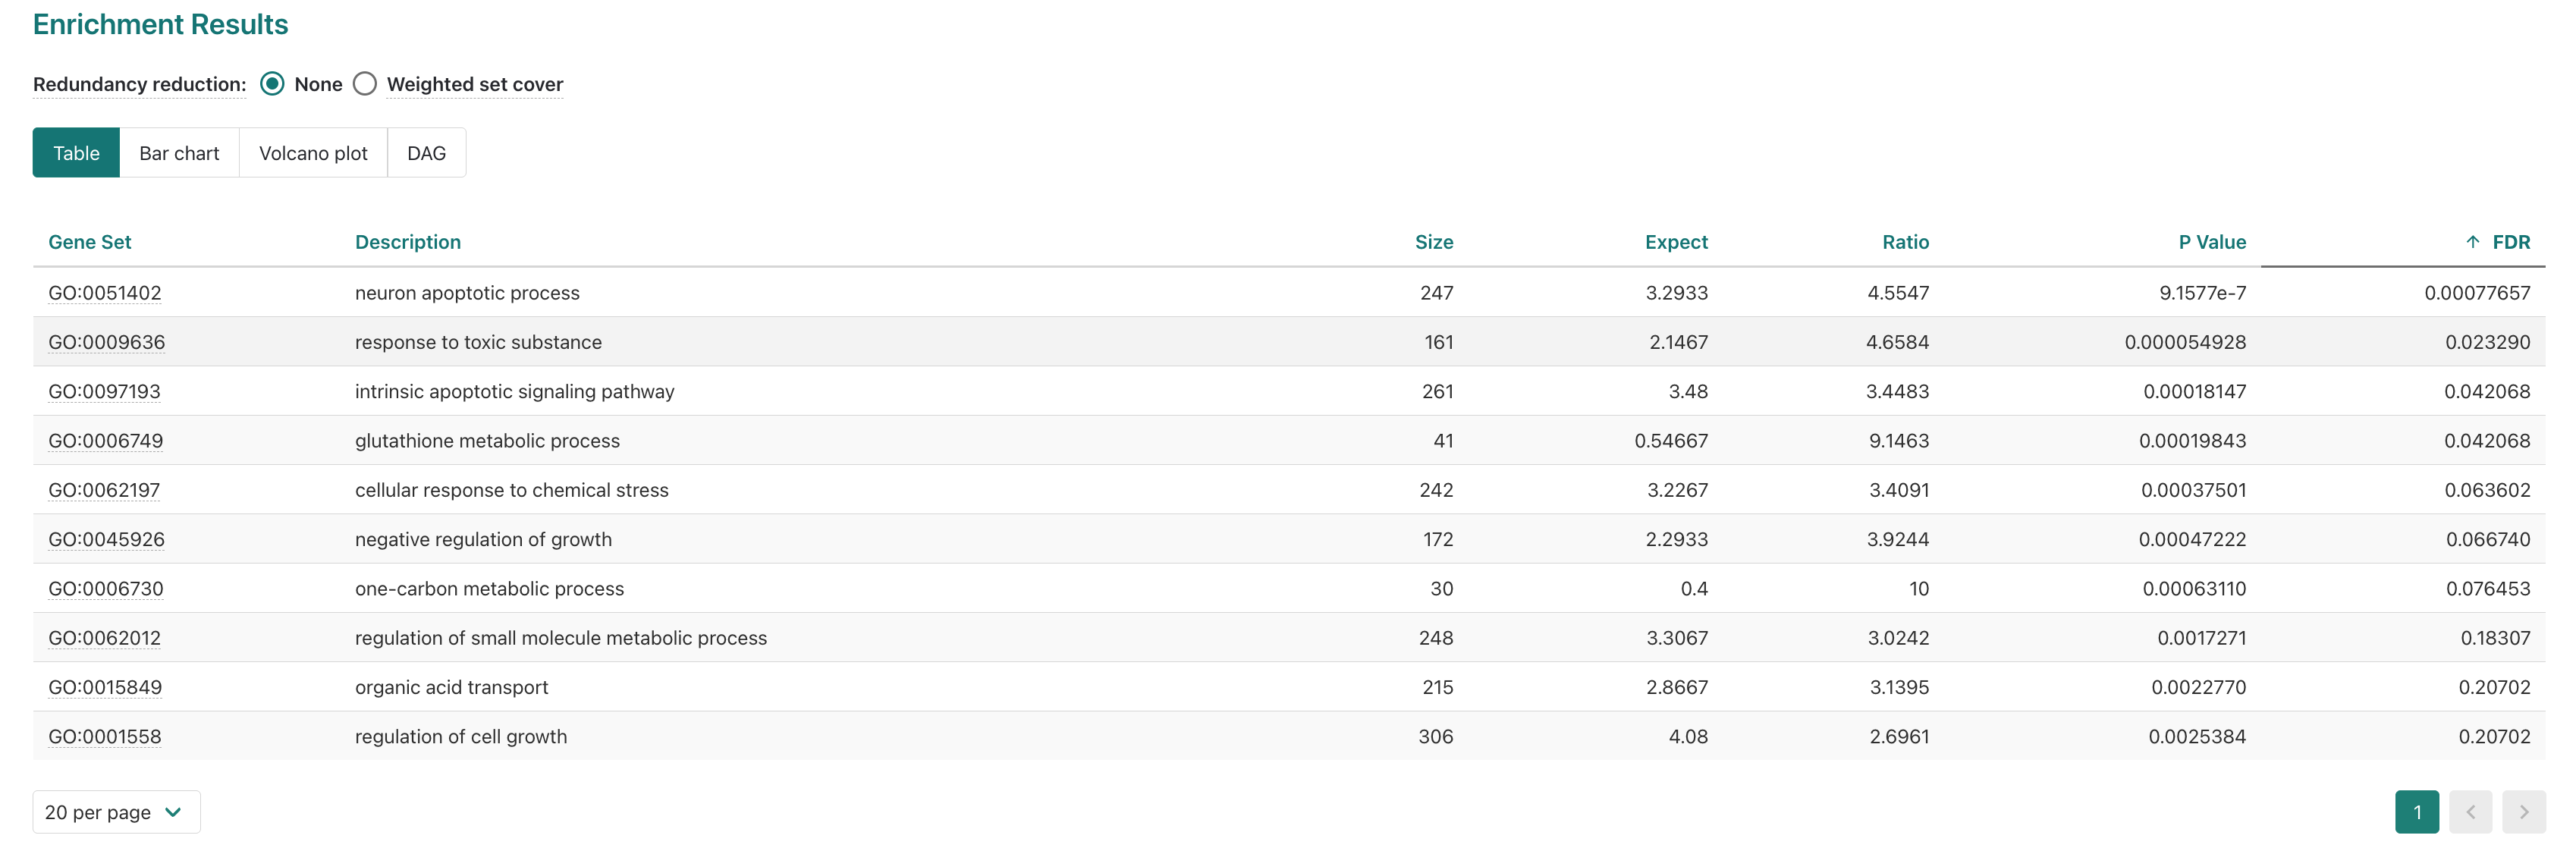 Enrichment Results
Redundancy reduction: None Weighted set cover
Table Bar chart Volcano plot DAG
Gene Set Description Size Expect Ratio P Value ↑ FDR
GO:0051402 neuron apoptotic process 247 3.2933 4.5547 9.1577e-7 0.00077657
GO:0009636 response to toxic substance 161 2.1467 4.6584 0.000054928 0.023290
GO:0097193 intrinsic apoptotic signaling pathway 261 3.48 3.4483 0.00018147 0.042068
GO:0006749 glutathione metabolic process 41 0.54667 9.1463 0.00019843 0.042068
GO:0062197 cellular response to chemical stress 242 3.2267 3.4091 0.00037501 0.063602
GO:0045926 negative regulation of growth 172 2.2933 3.9244 0.00047222 0.066740
GO:0006730 one-carbon metabolic process 30 0.4 10 0.00063110 0.076453
GO:0062012 regulation of small molecule metabolic process 248 3.3067 3.0242 0.0017271 0.18307
GO:0015849 organic acid transport 215 2.8667 3.1395 0.0022770 0.20702
GO:0001558 regulation of cell growth 306 4.08 2.6961 0.0025384 0.20702
20 per page 1